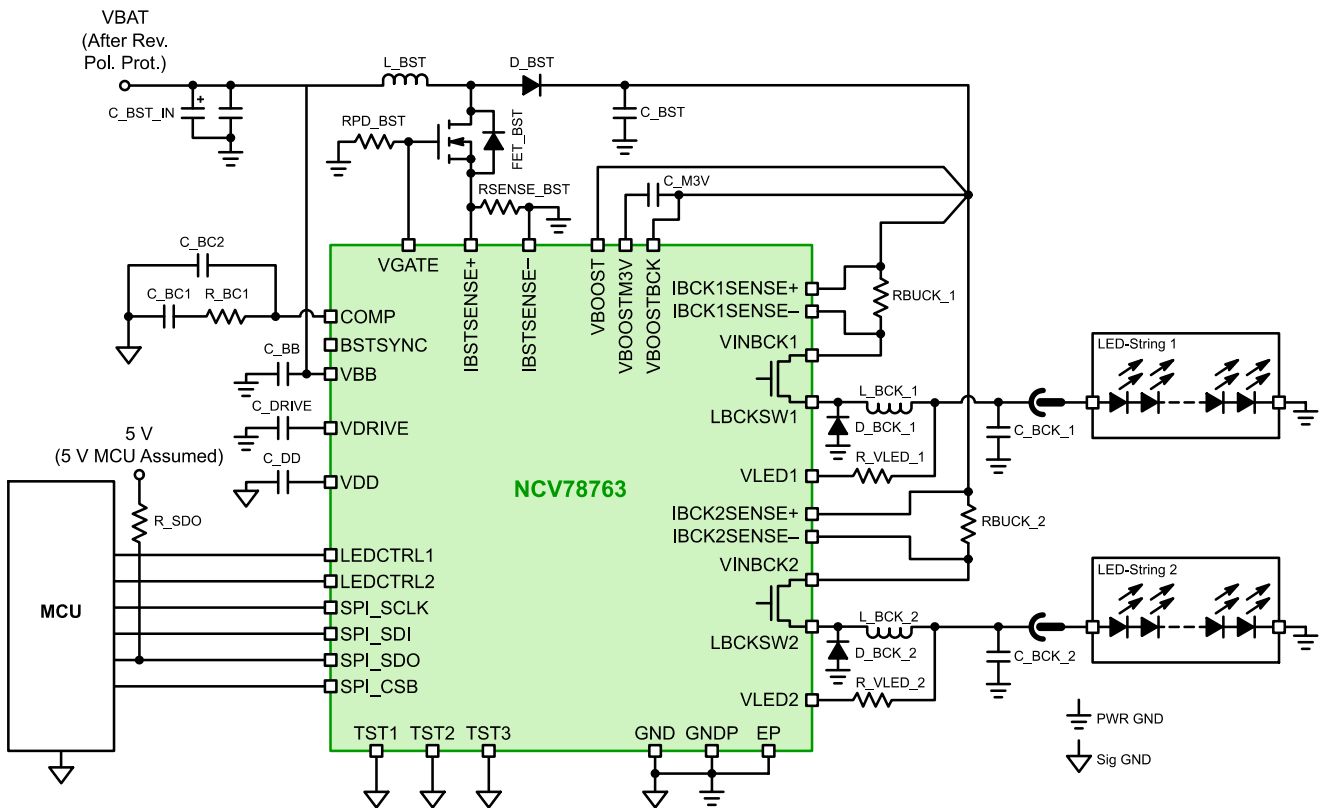 VBAT
(After Rev.
Pol. Prot.)
L_BST
D_BST
C_BST_IN
+
C_BST
RPD_BST
FET_BST
RSENSE_BST
C_M3V
C_BC2
C_BC1
R_BC1
VGATE
IBSTSENSE+
IBSTSENSE–
VBOOST
VBOOSTM3V
VBOOSTBCK
IBCK1SENSE+
IBCK1SENSE–
RBUCK_1
COMP
BSTSYNC
VINBCK1
C_BB
VBB
LED-String 1
L_BCK_1
C_DRIVE
VDRIVE
LBCKSW1
D_BCK_1
C_BCK_1
5 V
(5 V MCU Assumed)
C_DD
VDD
NCV78763
VLED1
R_VLED_1
R_SDO
IBCK2SENSE+
IBCK2SENSE–
RBUCK_2
LEDCTRL1
VINBCK2
LED-String 2
LEDCTRL2
MCU
SPI_SCLK
L_BCK_2
SPI_SDI
LBCKSW2
D_BCK_2
C_BCK_2
SPI_SDO
SPI_CSB
R_VLED_2
VLED2
TST1
TST2
TST3
GND
GNDP
EP
PWR GND
Sig GND